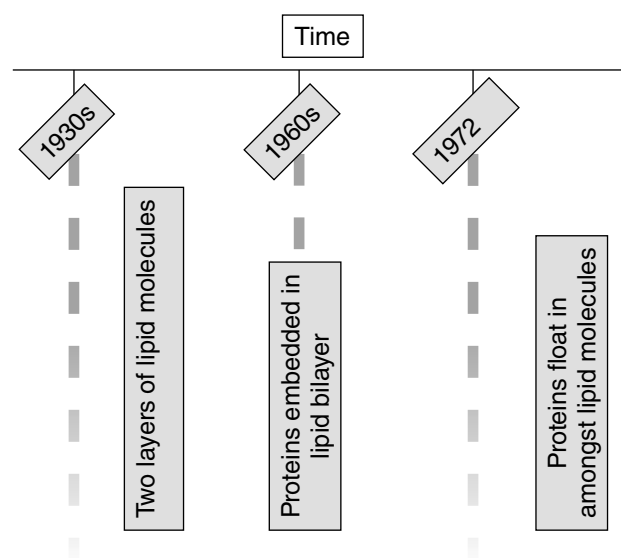 Time
1930s
1960s
1972
Two layers of lipid molecules
Proteins embedded in
lipid bilayer
Proteins float in
amongst lipid molecules